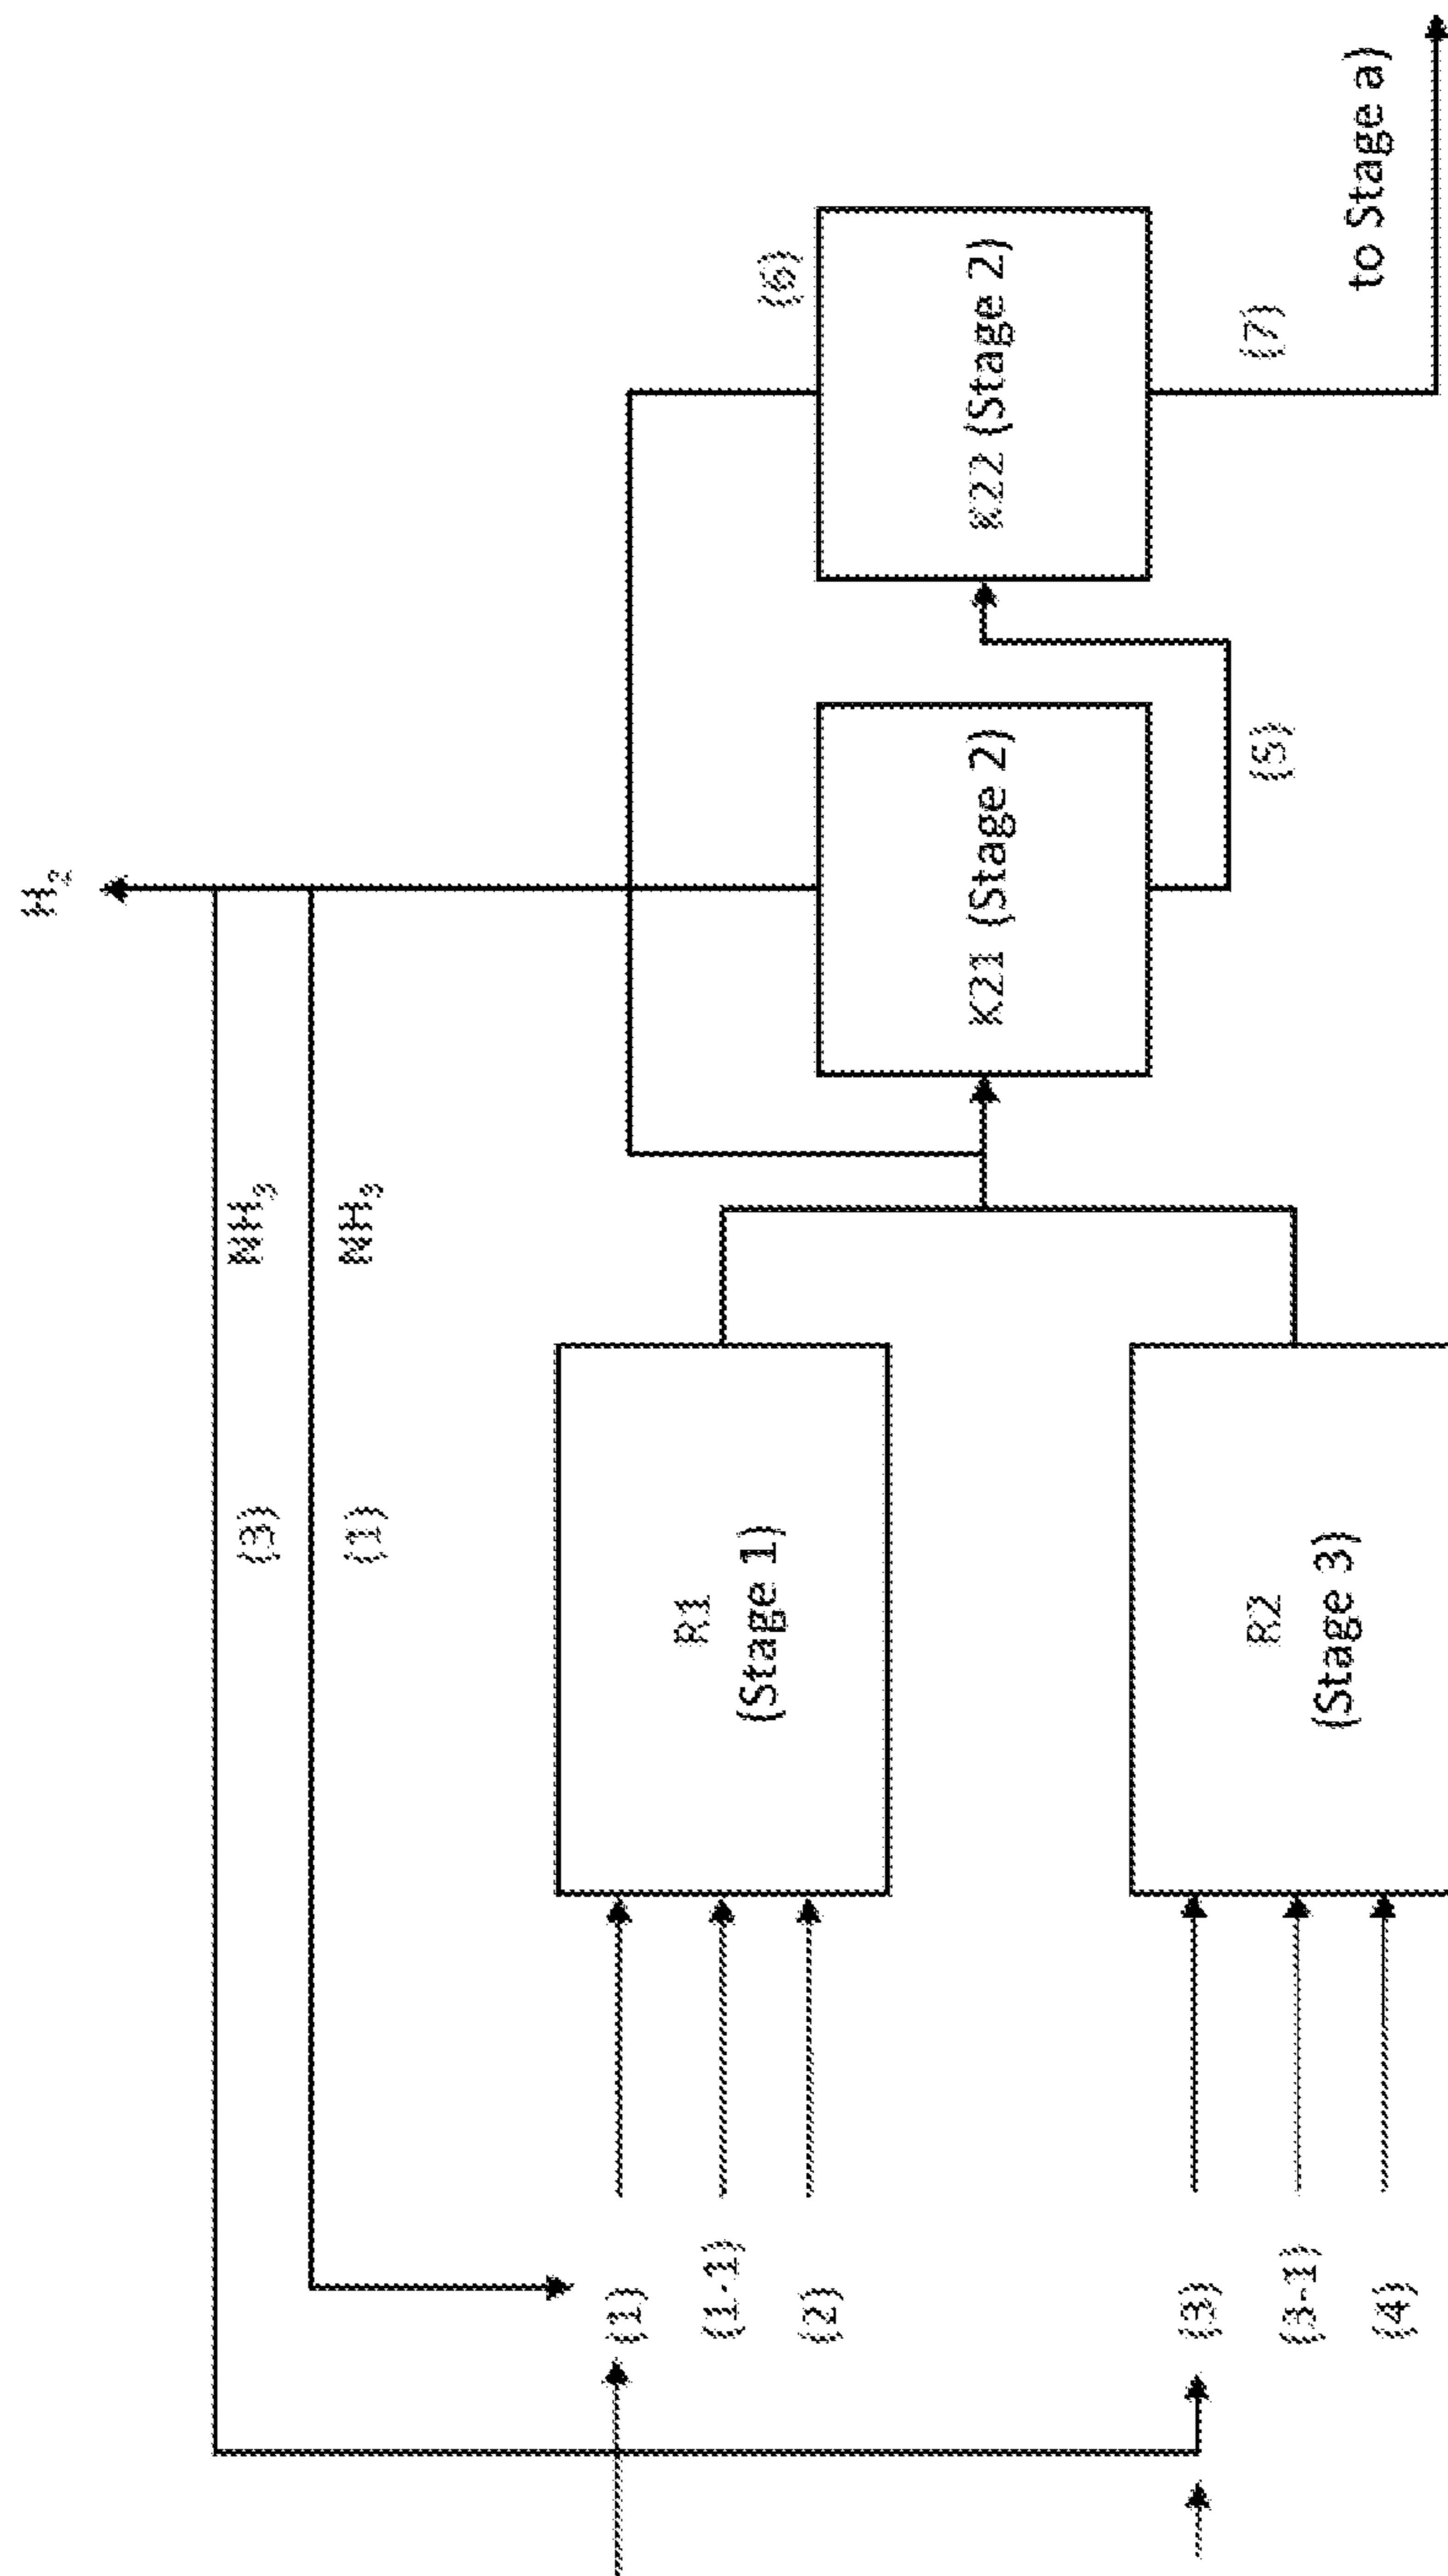 H₂
(3)
NH₃
(1)
NH₃
(6)
R1
(Stage 1)
(1)
(1-1)
(2)
K21 (Stage 2)
K22 (Stage 2)
(5)
(7)
to Stage a)
R2
(Stage 3)
(3)
(3-1)
(4)